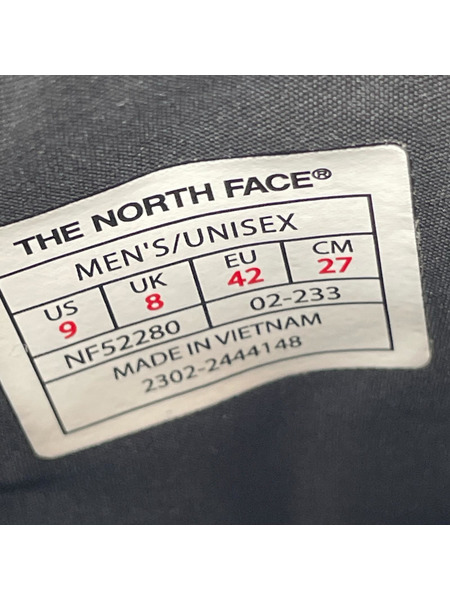 THE NORTH FACE®
MEN'S/UNISEX
US UK EU CM
9 8 42 27
NF52280 02-233
MADE IN VIETNAM
2302-2444148